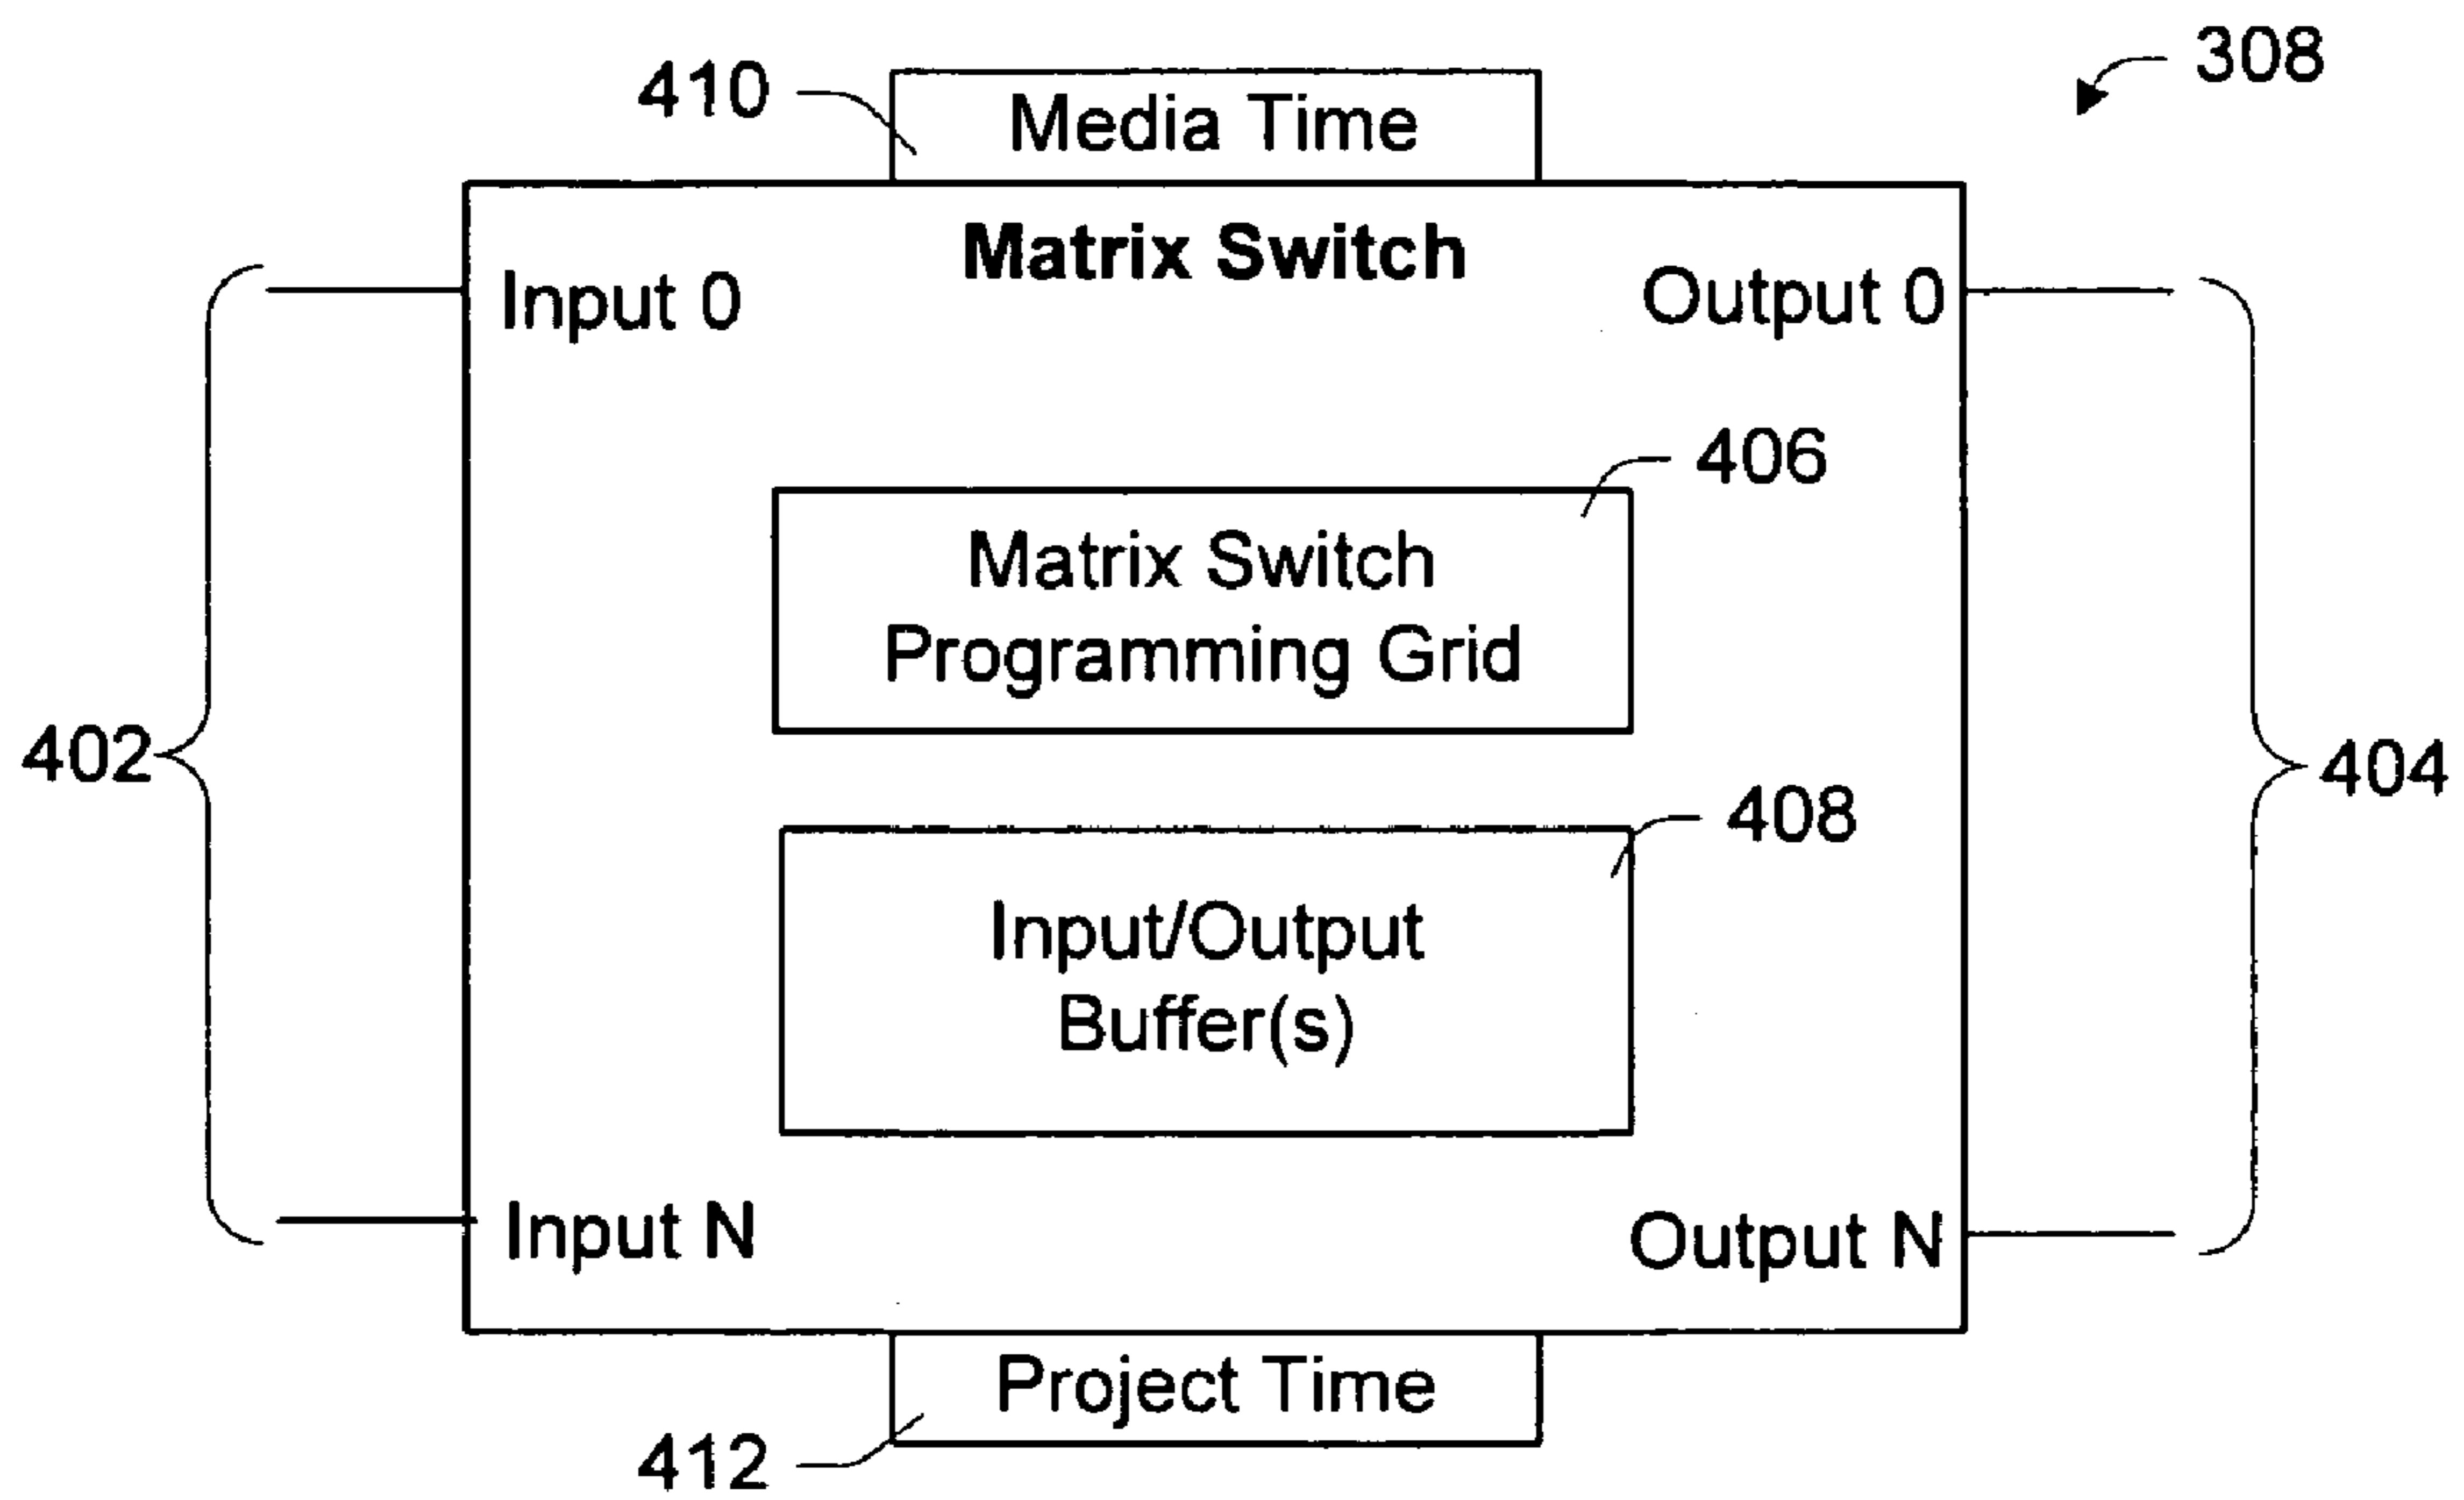 308
410
Media Time
Matrix Switch
Input 0
Output 0
406
Matrix Switch
Programming Grid
402
404
408
Input/Output
Buffer(s)
Input N
Output N
Project Time
412